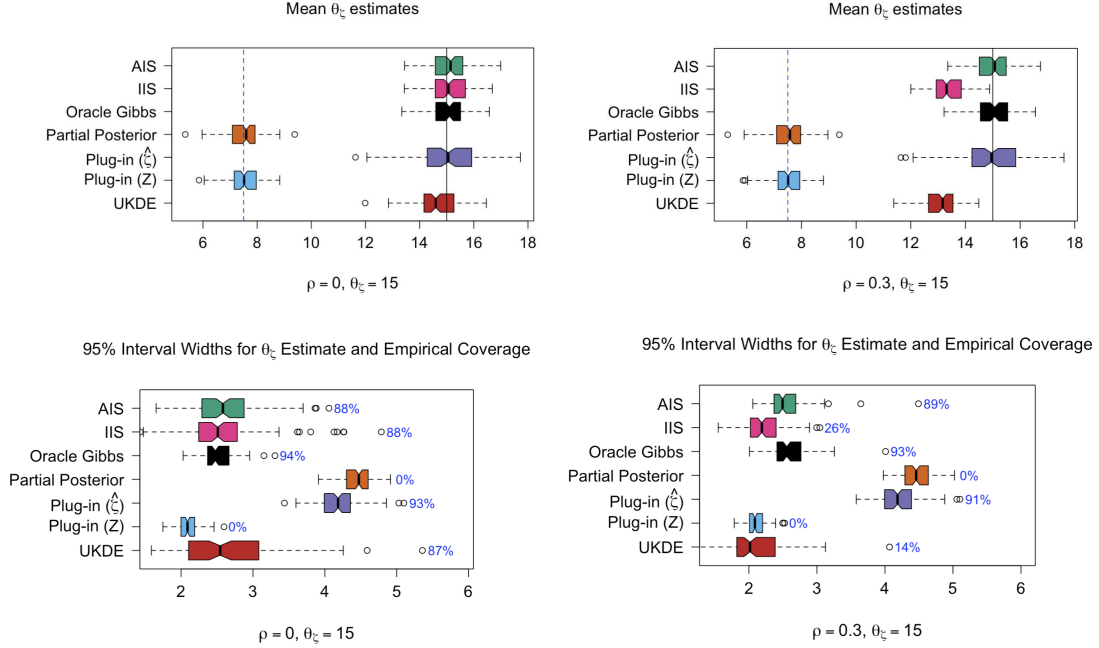 Mean θζ estimates
AIS
IIS
Oracle Gibbs
Partial Posterior
Plug-in (ζ̂)
Plug-in (Z)
UKDE
6 8 10 12 14 16 18
ρ = 0, θζ = 15
Mean θζ estimates
AIS
IIS
Oracle Gibbs
Partial Posterior
Plug-in (ζ̂)
Plug-in (Z)
UKDE
6 8 10 12 14 16 18
ρ = 0.3, θζ = 15
95% Interval Widths for θζ Estimate and Empirical Coverage
AIS 88%
IIS 88%
Oracle Gibbs 94%
Partial Posterior 0%
Plug-in (ζ̂) 93%
Plug-in (Z) 0%
UKDE 87%
2 3 4 5 6
ρ = 0, θζ = 15
95% Interval Widths for θζ Estimate and Empirical Coverage
AIS 89%
IIS 26%
Oracle Gibbs 93%
Partial Posterior 0%
Plug-in (ζ̂) 91%
Plug-in (Z) 0%
UKDE 14%
2 3 4 5 6
ρ = 0.3, θζ = 15